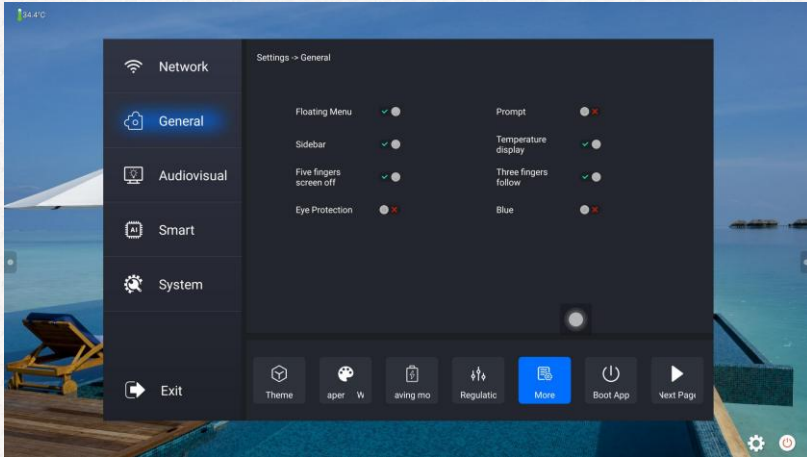 34.4°C
Settings -> General
Network
General
Audiovisual
AI
Smart
System
Exit
Floating Menu
Prompt
Sidebar
Temperature
display
Five fingers
screen off
Three fingers
follow
Eye Protection
Blue
Theme
aper W
aving mo
Regulatic
More
Boot App
Next Page